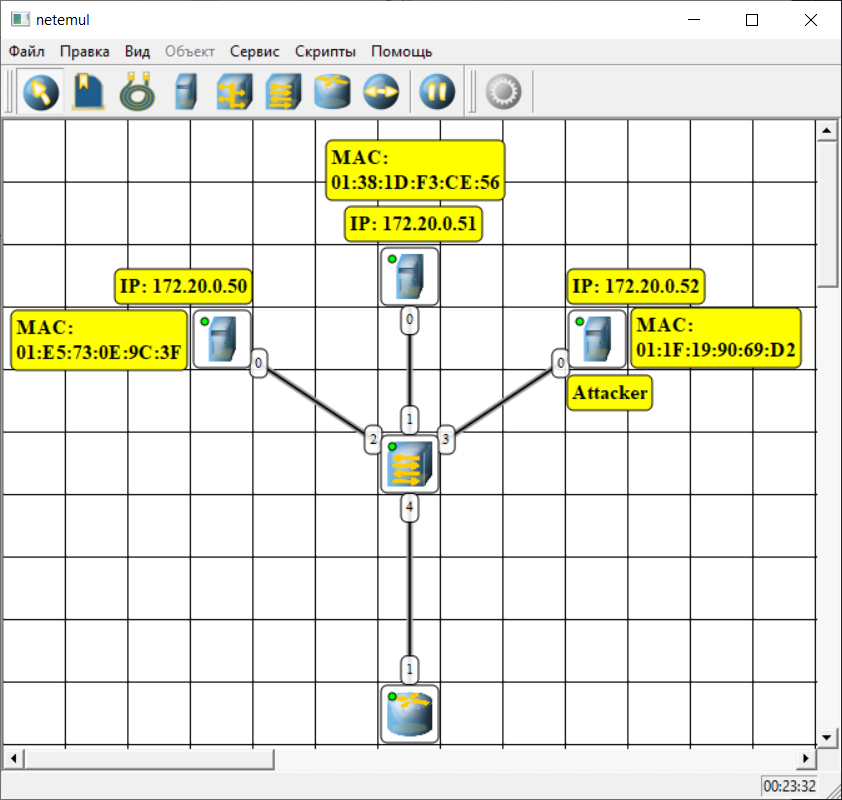 netemul
Файл Правка Вид Объект Сервис Скрипты Помощь
MAC:
01:38:1D:F3:CE:56
IP: 172.20.0.51
IP: 172.20.0.50
IP: 172.20.0.52
MAC:
01:E5:73:0E:9C:3F
MAC:
01:1F:19:90:69:D2
0
0
0
Attacker
1
2
3
4
1
00:23:32